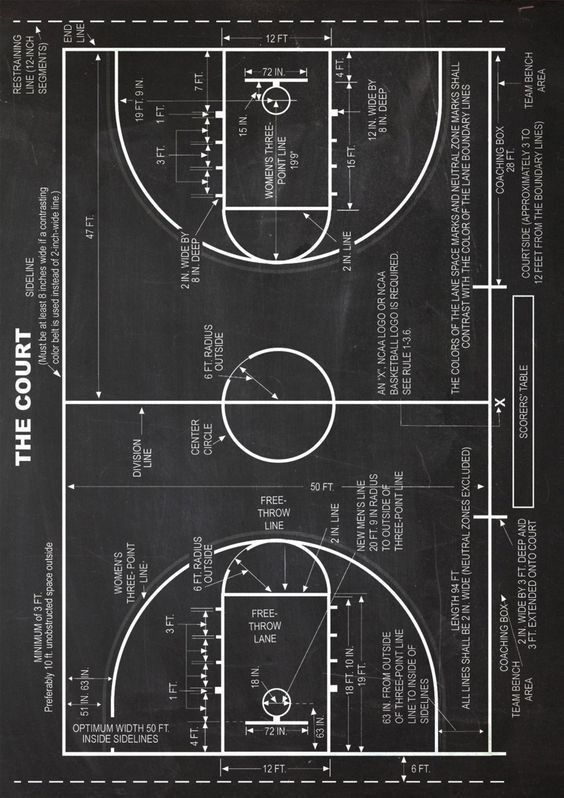 THE COURT
RESTRAINING
LINE (12-INCH
SEGMENTS)
END
LINE
SIDELINE
(Must be at least 8 inches wide if a contrasting
color belt is used instead of 2-inch-wide line.)
MINIMUM of 3 FT.
Preferably 10 ft. unobstructed space outside
12 FT
72 IN.
4 FT.
7 FT.
19 FT. 9 IN.
1 FT.
3 FT.
15 IN.
WOMEN'S THREE-
POINT LINE
19'9"
12 IN. WIDE BY
8 IN. DEEP
15 FT.
2 IN. WIDE BY
8 IN. DEEP
2 IN. LINE
47 FT.
THE COLORS OF THE LANE SPACE MARKS AND NEUTRAL ZONE MARKS SHALL
CONTRAST WITH THE COLOR OF THE LANE BOUNDARY LINES
TEAM BENCH
AREA
COACHING BOX
28 FT.
COURTSIDE (APPROXIMATELY 3 TO
12 FEET FROM THE BOUNDARY LINES)
6 FT. RADIUS
OUTSIDE
AN "X", NCAA LOGO OR NCAA
BASKETBALL LOGO IS REQUIRED.
SEE RULE 1-3.6.
X
SCORERS' TABLE
DIVISION
LINE
CENTER
CIRCLE
50 FT.
FREE-
THROW
LINE
2 IN. LINE
NEW MEN'S LINE
20 FT. 9 IN RADIUS
TO OUTSIDE OF
THREE-POINT LINE
WOMEN'S
THREE-POINT
LINE
6 FT. RADIUS
OUTSIDE
FREE-
THROW
LANE
3 FT.
1 FT.
18 IN.
51 IN.
63 IN.
OPTIMUM WIDTH 50 FT.
INSIDE SIDELINES
4 FT.
72 IN.
63 IN.
18 FT. 10 IN.
19 FT.
63 IN. FROM OUTSIDE
OF THREE-POINT LINE
TO INSIDE OF
SIDELINES
LENGTH 94 FT
ALL LINES SHALL BE 2 IN. WIDE (NEUTRAL ZONES EXCLUDED)
COACHING BOX
2 IN. WIDE BY 3 FT. DEEP AND
3 FT. EXTENDED ONTO COURT
TEAM BENCH
AREA
12 FT.
6 FT.